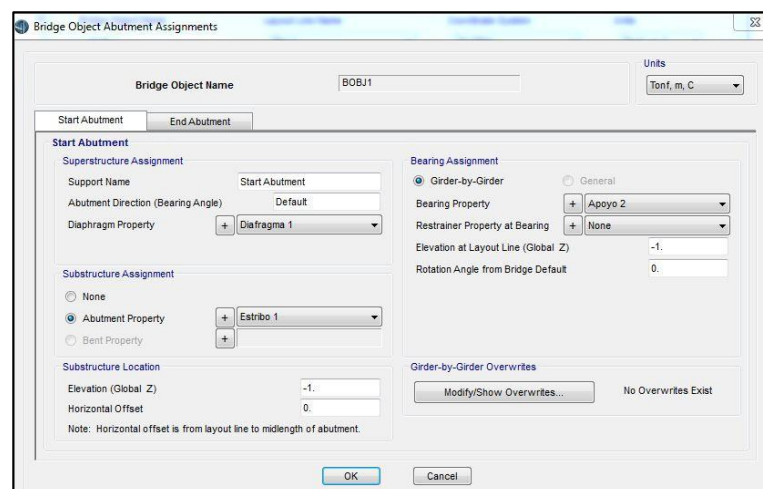 Bridge Object Abutment Assignments
Units
Bridge Object Name BOBJ1 Tonf, m, C
Start Abutment End Abutment
Start Abutment
Superstructure Assignment
Support Name Start Abutment
Abutment Direction (Bearing Angle) Default
Diaphragm Property + Diafragma 1
Substructure Assignment
None
Abutment Property + Estribo 1
Bent Property +
Substructure Location
Elevation (Global Z) -1.
Horizontal Offset 0.
Note: Horizontal offset is from layout line to midlength of abutment.
Bearing Assignment
Girder-by-Girder General
Bearing Property + Apoyo 2
Restrainer Property at Bearing + None
Elevation at Layout Line (Global Z) -1.
Rotation Angle from Bridge Default 0.
Girder-by-Girder Overwrites
Modify/Show Overwrites... No Overwrites Exist
OK Cancel